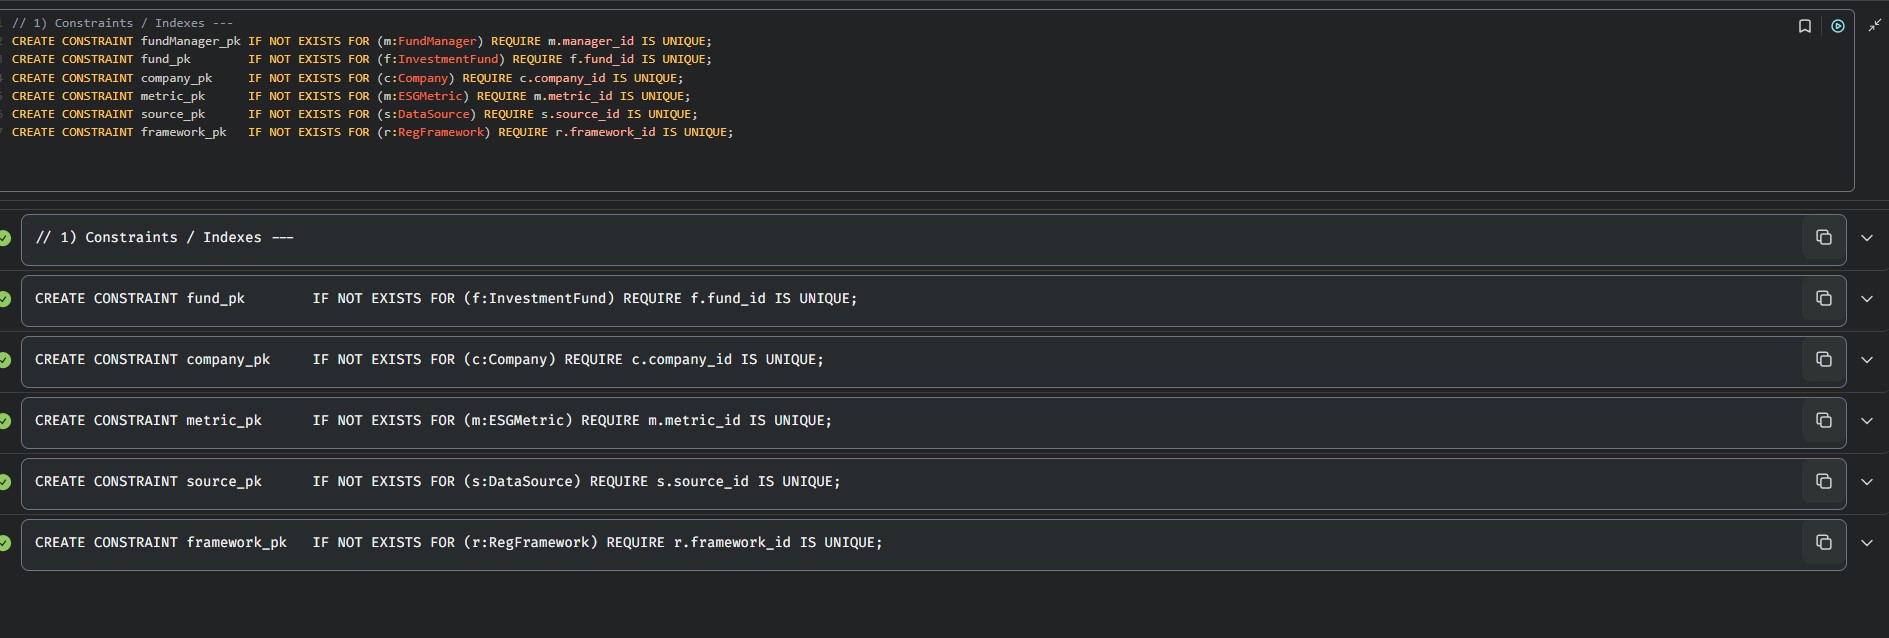 // 1) Constraints / Indexes ---
CREATE CONSTRAINT fundManager_pk IF NOT EXISTS FOR (m:FundManager) REQUIRE m.manager_id IS UNIQUE;
CREATE CONSTRAINT fund_pk        IF NOT EXISTS FOR (f:InvestmentFund) REQUIRE f.fund_id IS UNIQUE;
CREATE CONSTRAINT company_pk     IF NOT EXISTS FOR (c:Company) REQUIRE c.company_id IS UNIQUE;
CREATE CONSTRAINT metric_pk      IF NOT EXISTS FOR (m:ESGMetric) REQUIRE m.metric_id IS UNIQUE;
CREATE CONSTRAINT source_pk      IF NOT EXISTS FOR (s:DataSource) REQUIRE s.source_id IS UNIQUE;
CREATE CONSTRAINT framework_pk   IF NOT EXISTS FOR (r:RegFramework) REQUIRE r.framework_id IS UNIQUE;
// 1) Constraints / Indexes ---
CREATE CONSTRAINT fund_pk        IF NOT EXISTS FOR (f:InvestmentFund) REQUIRE f.fund_id IS UNIQUE;
CREATE CONSTRAINT company_pk     IF NOT EXISTS FOR (c:Company) REQUIRE c.company_id IS UNIQUE;
CREATE CONSTRAINT metric_pk      IF NOT EXISTS FOR (m:ESGMetric) REQUIRE m.metric_id IS UNIQUE;
CREATE CONSTRAINT source_pk      IF NOT EXISTS FOR (s:DataSource) REQUIRE s.source_id IS UNIQUE;
CREATE CONSTRAINT framework_pk   IF NOT EXISTS FOR (r:RegFramework) REQUIRE r.framework_id IS UNIQUE;